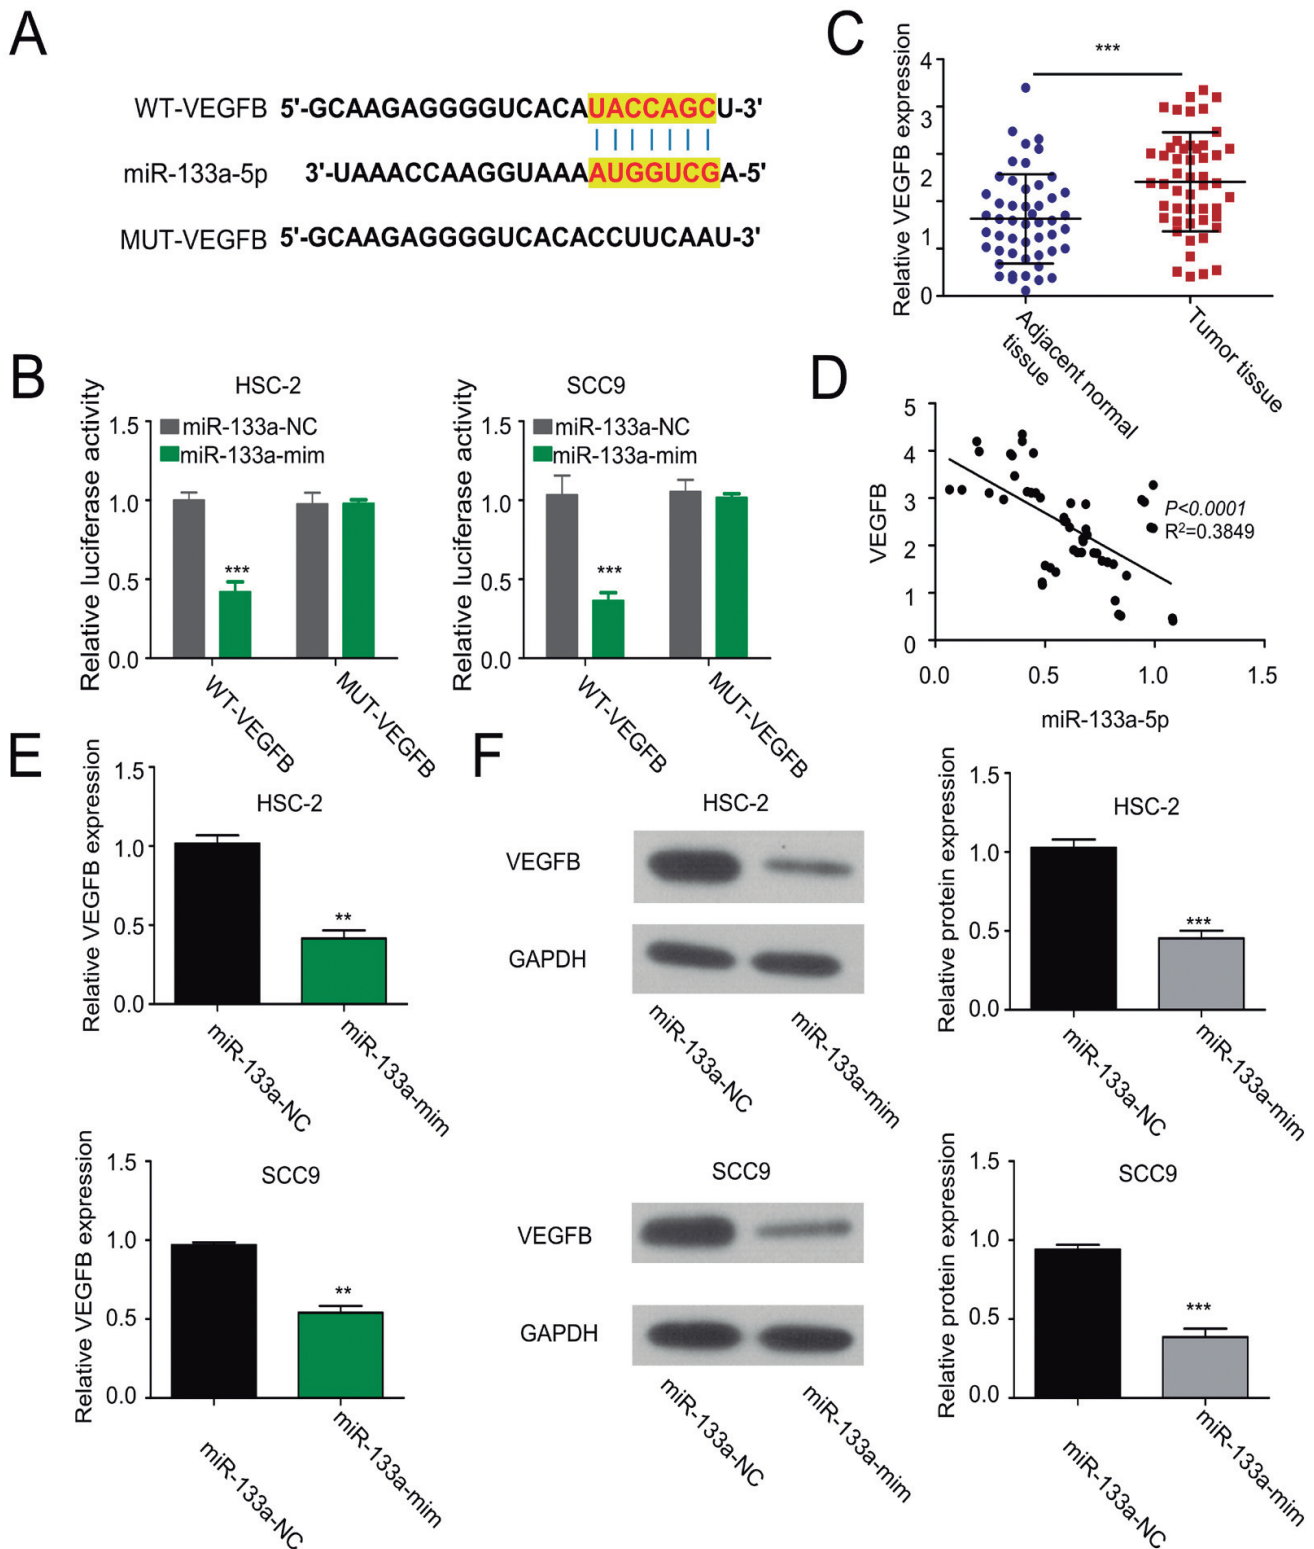 A
WT-VEGFB 5'-GCAAGAGGGGUCACAUACCAGCU-3'
miR-133a-5p 3'-UAAACCAAGGUAAAAUGGUCGA-5'
MUT-VEGFB 5'-GCAAGAGGGGUCACACCUUCAAU-3'
C
Relative VEGFB expression
4
3
2
1
0
***
Adjacent normal
tissue
Tumor tissue
B
HSC-2
Relative luciferase activity
1.5
1.0
0.5
0.0
miR-133a-NC
miR-133a-mim
***
WT-VEGFB
MUT-VEGFB
SCC9
Relative luciferase activity
1.5
1.0
0.5
0.0
miR-133a-NC
miR-133a-mim
***
WT-VEGFB
MUT-VEGFB
D
VEGFB
5
4
3
2
1
0
P<0.0001
R²=0.3849
0.0 0.5 1.0 1.5
miR-133a-5p
E
HSC-2
Relative VEGFB expression
1.5
1.0
0.5
0.0
**
miR-133a-NC
miR-133a-mim
SCC9
Relative VEGFB expression
1.5
1.0
0.5
0.0
**
miR-133a-NC
miR-133a-mim
F
HSC-2
VEGFB
GAPDH
miR-133a-NC
miR-133a-mim
HSC-2
Relative protein expression
1.5
1.0
0.5
0.0
***
miR-133a-NC
miR-133a-mim
SCC9
VEGFB
GAPDH
miR-133a-NC
miR-133a-mim
SCC9
Relative protein expression
1.5
1.0
0.5
0.0
***
miR-133a-NC
miR-133a-mim